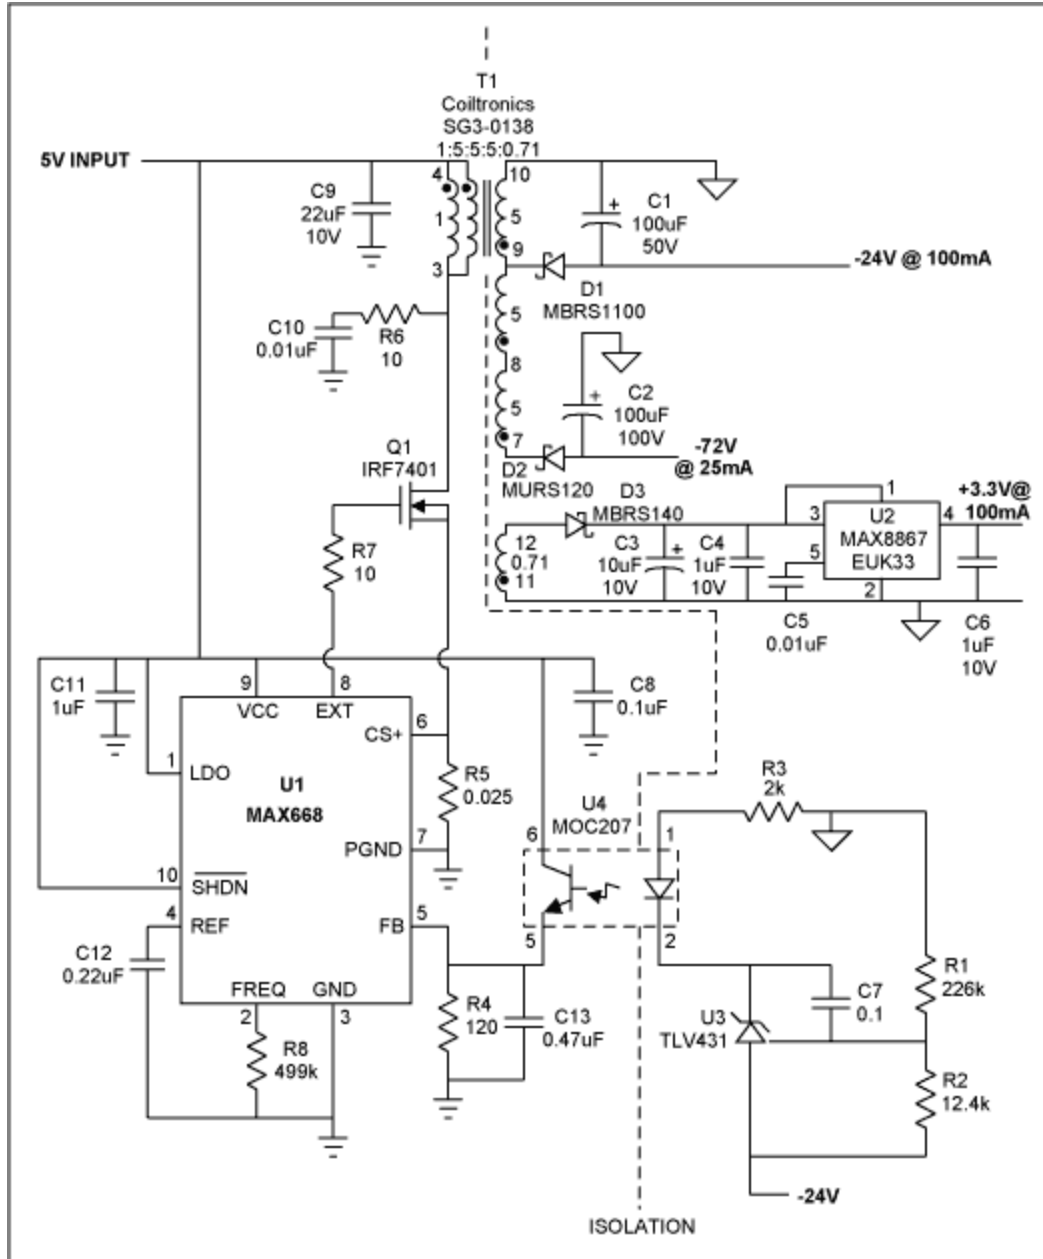 T1
Coiltronics
SG3-0138
1:5:5:5:0.71
5V INPUT
4
10
C9
22uF
10V
1
5
C1
100uF
50V
+
3
9
-24V @ 100mA
D1
MBRS1100
C10
0.01uF
R6
10
5
8
C2
100uF
100V
+
5
7
-72V
@ 25mA
Q1
IRF7401
D2
MURS120
D3
MBRS140
+3.3V@
100mA
1
3
U2
4
MAX8867
EUK33
5
2
R7
10
12
0.71
11
C3
10uF
10V
+
C4
1uF
10V
C5
0.01uF
C6
1uF
10V
C11
1uF
9
8
VCC
EXT
C8
0.1uF
6
CS+
1
LDO
U1
MAX668
R5
0.025
R3
2k
U4
MOC207
PGND
7
6
1
10
SHDN
4
REF
FB
5
5
2
C12
0.22uF
FREQ
GND
2
3
R4
120
C13
0.47uF
R8
499k
U3
TLV431
C7
0.1
R1
226k
R2
12.4k
-24V
ISOLATION